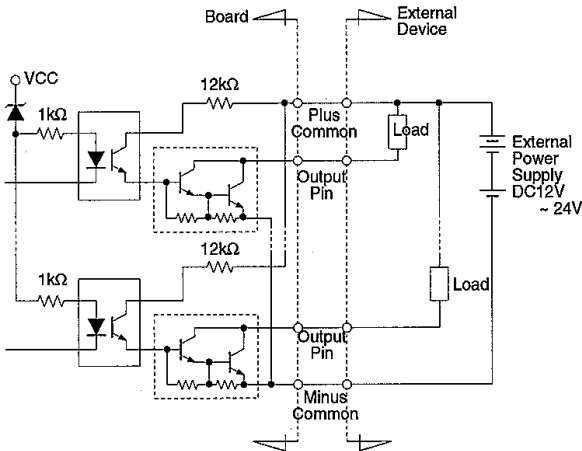 Board
External
Device
VCC
1kΩ
12kΩ
Plus
Common
Load
External
Power
Supply
DC12V
~ 24V
Output
Pin
12kΩ
1kΩ
Load
Output
Pin
Minus
Common